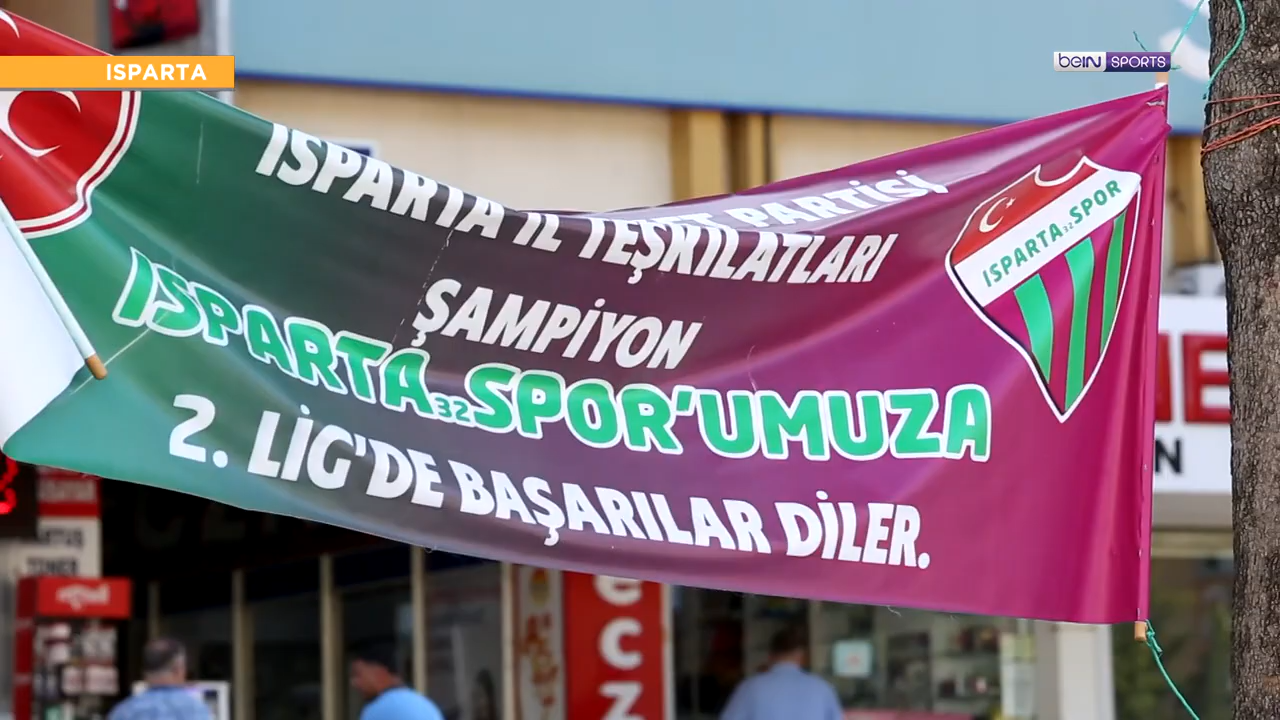 ISPARTA
beIN SPORTS
PARTİSİ
ISPARTA İL TEŞKİLATLARI
ŞAMPİYON
ISPARTA32SPOR'UMUZA
2. LİG'DE BAŞARILAR DİLER.
ISPARTA32SPOR
ecz